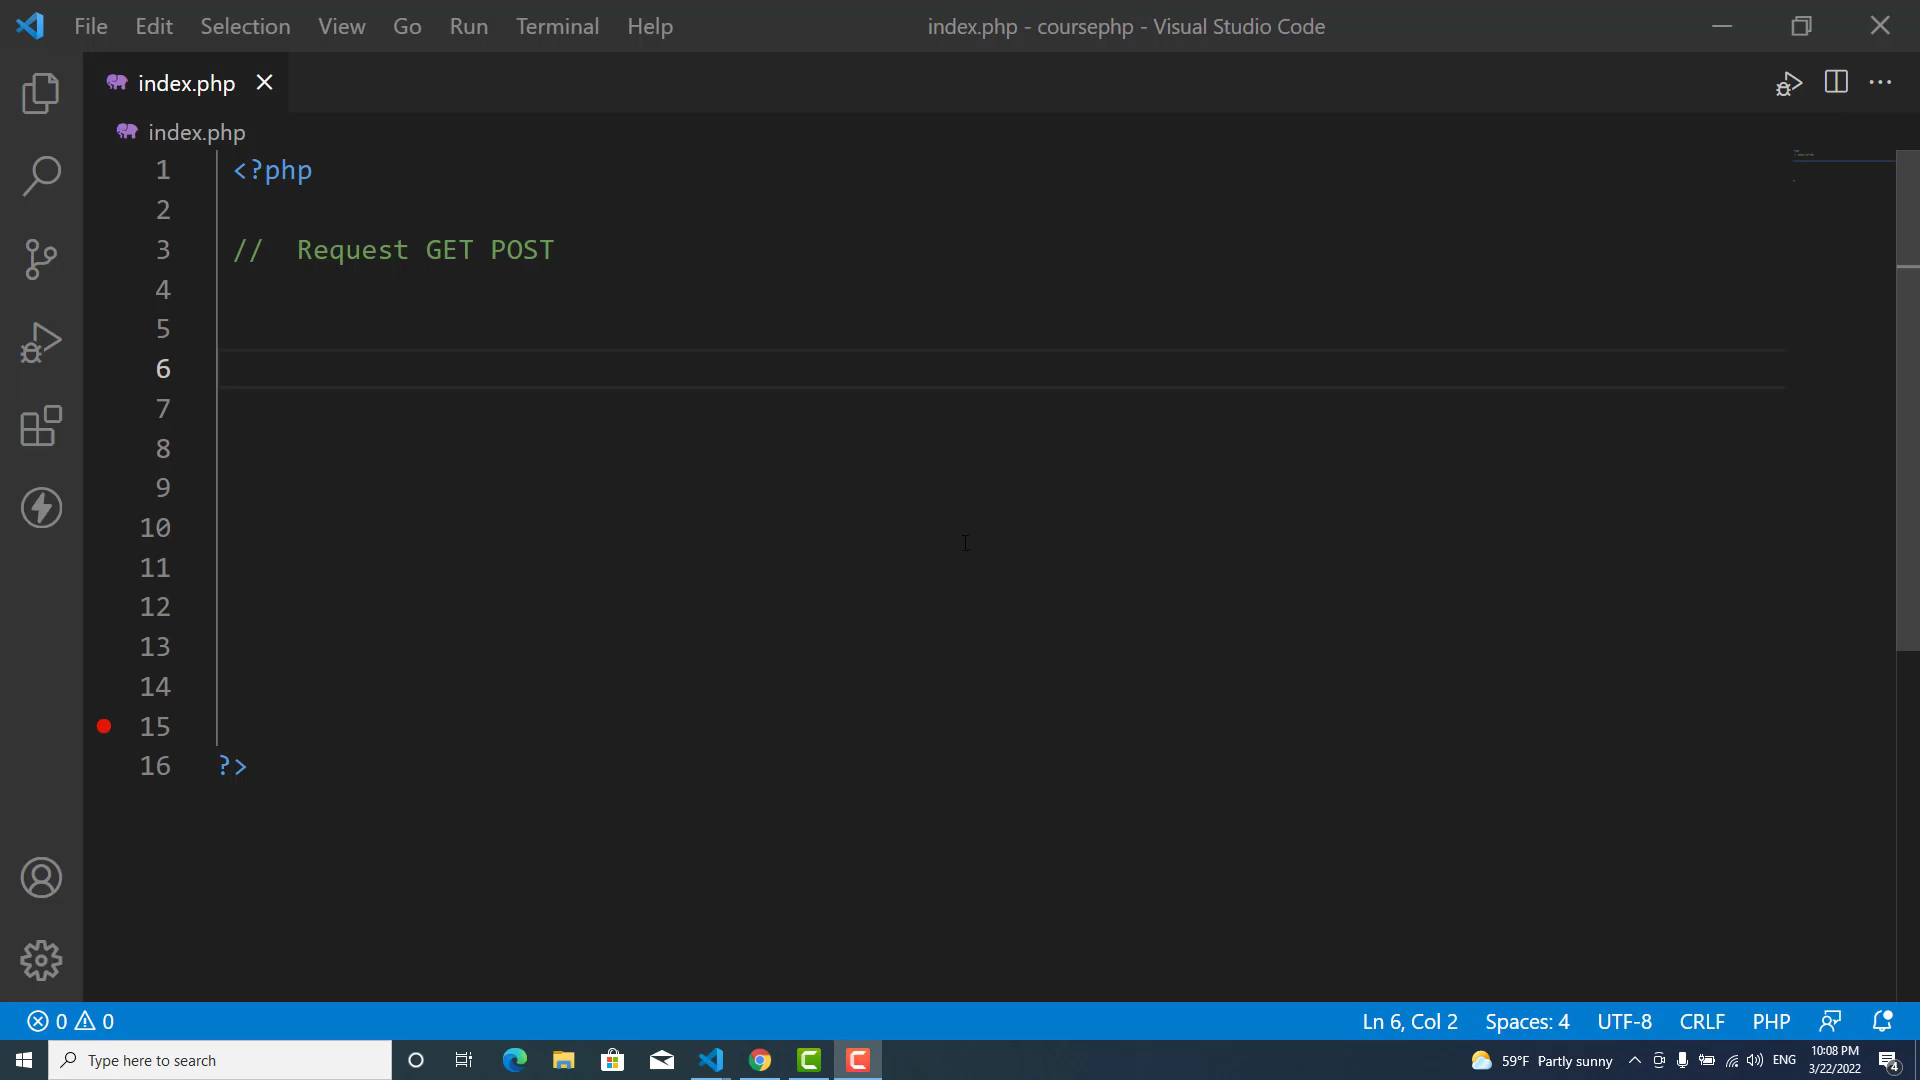 File Edit Selection View Go Run Terminal Help index.php - coursephp - Visual Studio Code
index.php
index.php
1 <?php
2
3 //  Request GET POST
4
5
6
7
8
9
10
11
12
13
14
15
16 ?>
0 0 Ln 6, Col 2 Spaces: 4 UTF-8 CRLF PHP
Type here to search 59°F Partly sunny ENG 10:08 PM
3/22/2022 4